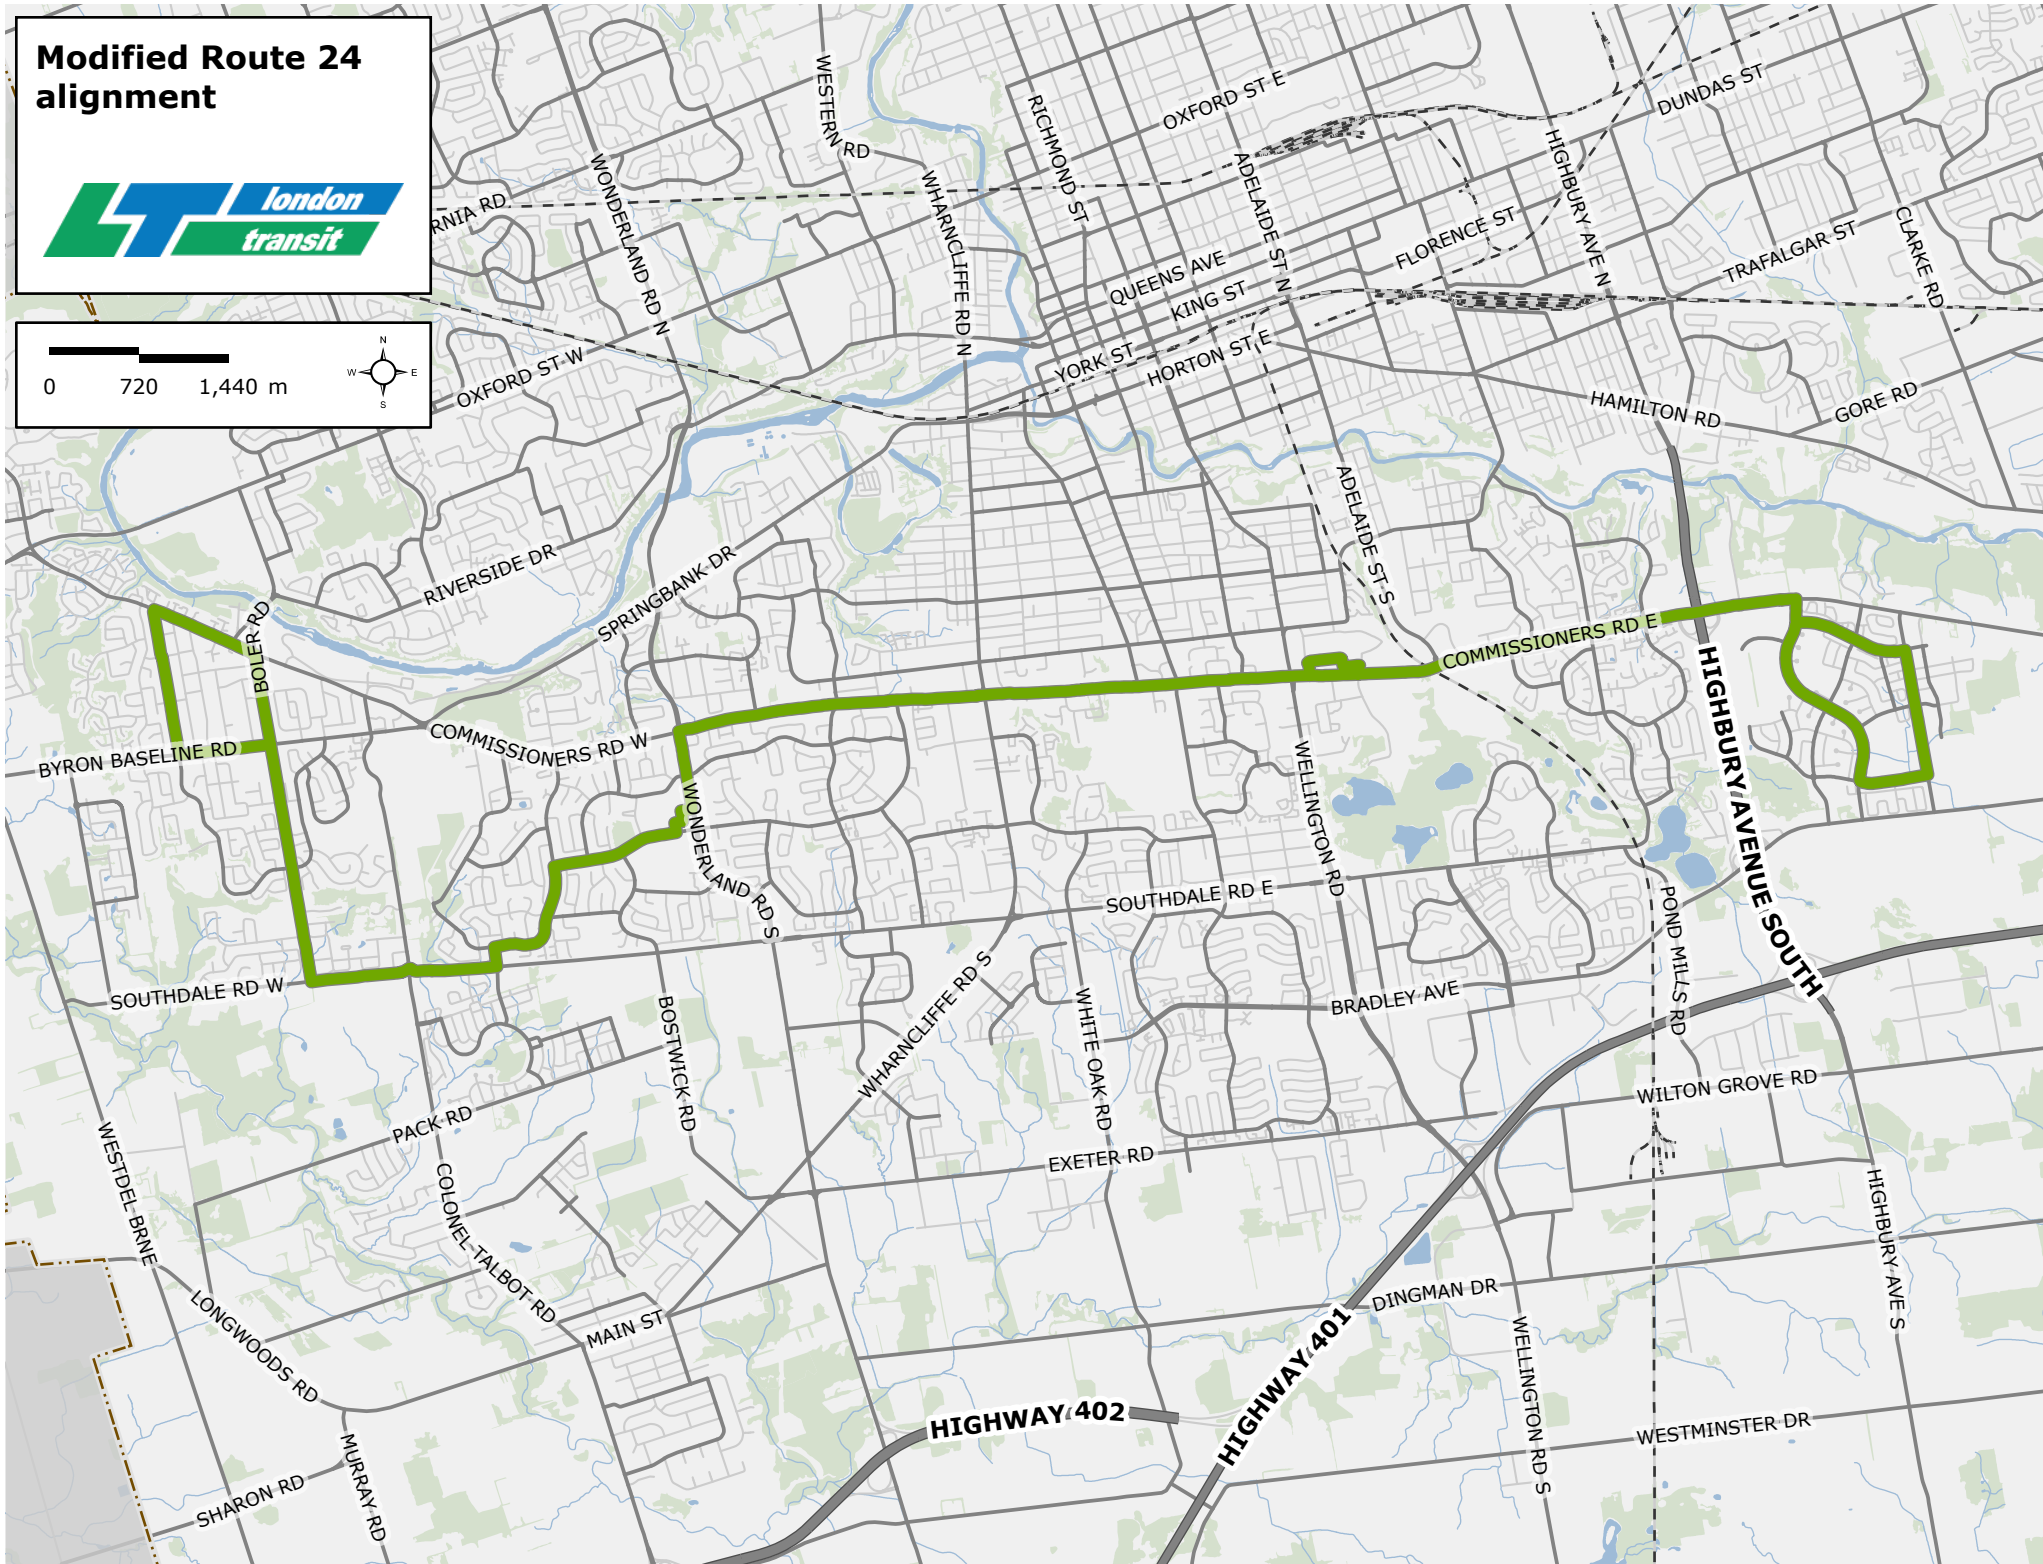 Modified Route 24
alignment
london
transit
0 720 1,440 m
N
W E
S
WESTERN RD
RICHMOND ST
OXFORD ST E
DUNDAS ST
WONDERLAND RD N
WHARNCLIFFE RD N
ADELAIDE ST N
HIGHBURY AVE N
RNIA RD
FLORENCE ST
TRAFALGAR ST
CLARKE RD
QUEENS AVE
KING ST
YORK ST
HORTON ST E
OXFORD ST W
HAMILTON RD
GORE RD
ADELAIDE ST S
RIVERSIDE DR
SPRINGBANK DR
BOLER RD
COMMISSIONERS RD E
BYRON BASELINE RD
COMMISSIONERS RD W
HIGHBURY AVENUE SOUTH
WONDERLAND RD S
WELLINGTON RD
SOUTHDALE RD E
POND MILLS RD
SOUTHDALE RD W
BOSTWICK RD
WHARNCLIFFE RD S
WHITE OAK RD
BRADLEY AVE
WILTON GROVE RD
PACK RD
WESTDEL BRNE
COLONEL TALBOT RD
EXETER RD
HIGHBURY AVE S
LONGWOODS RD
MAIN ST
DINGMAN DR
HIGHWAY 401
WELLINGTON RD S
HIGHWAY 402
WESTMINSTER DR
MURRAY RD
SHARON RD